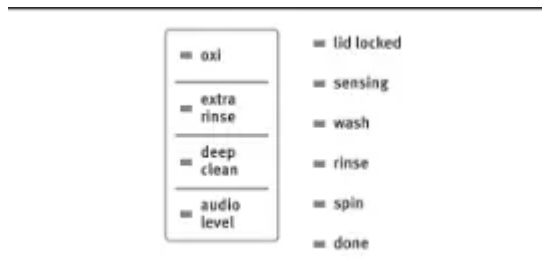 oxi
extra
rinse
deep
clean
audio
level
lid locked
sensing
wash
rinse
spin
done